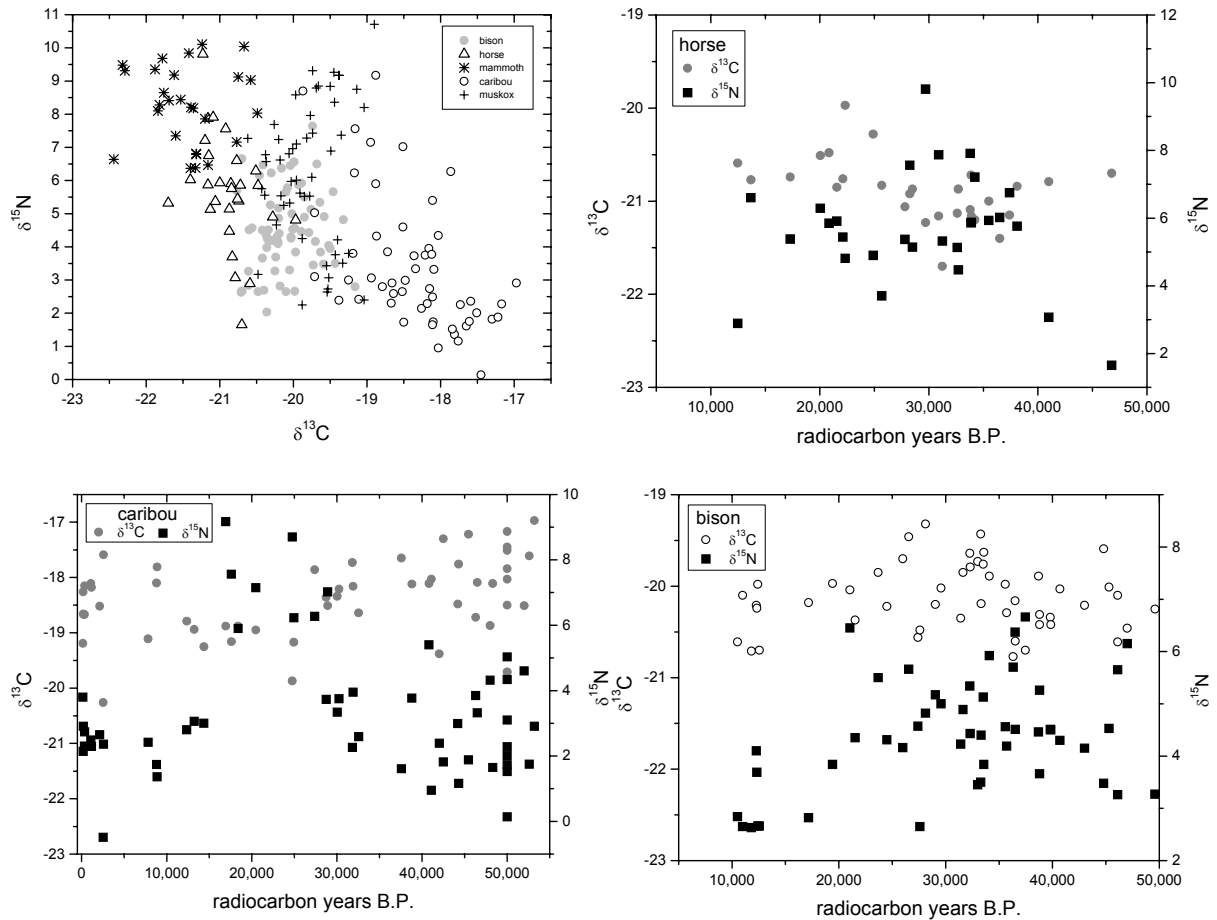 11
10
9
8
7
6
5
4
3
2
1
0
δ¹⁵N
bison
horse
mammoth
caribou
muskox
-23 -22 -21 -20 -19 -18 -17
δ¹³C
-19
-20
-21
-22
-23
δ¹³C
horse
δ¹³C
δ¹⁵N
12
10
8
6
4
2
δ¹⁵N
10,000 20,000 30,000 40,000 50,000
radiocarbon years B.P.
-17
-18
-19
-20
-21
-22
-23
δ¹³C
caribou
δ¹³C δ¹⁵N
10
8
6
4
2
0
δ¹⁵N
0 10,000 20,000 30,000 40,000 50,000
radiocarbon years B.P.
-19
-20
-21
-22
-23
δ¹³C
bison
δ¹³C
δ¹⁵N
9
8
7
6
5
4
3
2
δ¹⁵N
10,000 20,000 30,000 40,000 50,000
radiocarbon years B.P.